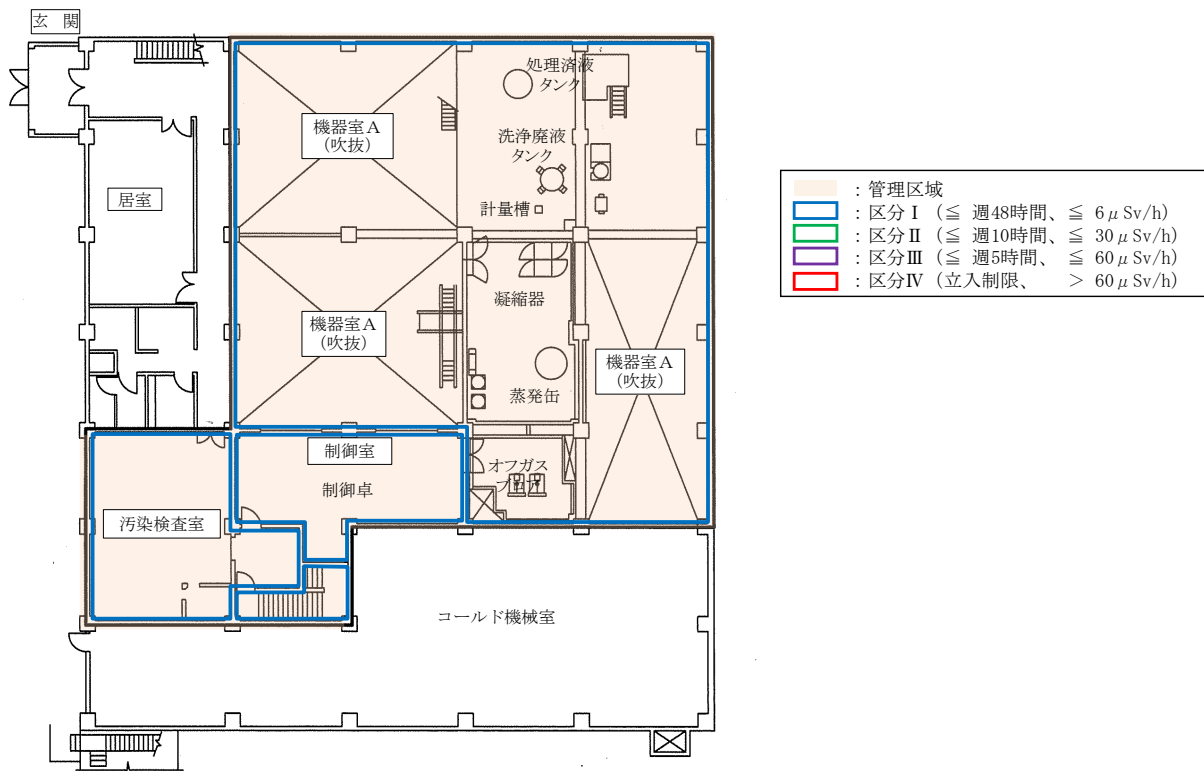 玄 関
処理済液
タンク
機器室A
(吹抜)
洗浄廃液
タンク
居室
計量槽
凝縮器
機器室A
(吹抜)
機器室A
(吹抜)
蒸発缶
制御室
オフガス
ブロア
制御卓
汚染検査室
コールド機械室
：管理区域
：区分Ⅰ (≦ 週48時間、≦ 6μSv/h)
：区分Ⅱ (≦ 週10時間、≦ 30μSv/h)
：区分Ⅲ (≦ 週5時間、 ≦ 60μSv/h)
：区分Ⅳ (立入制限、 > 60μSv/h)